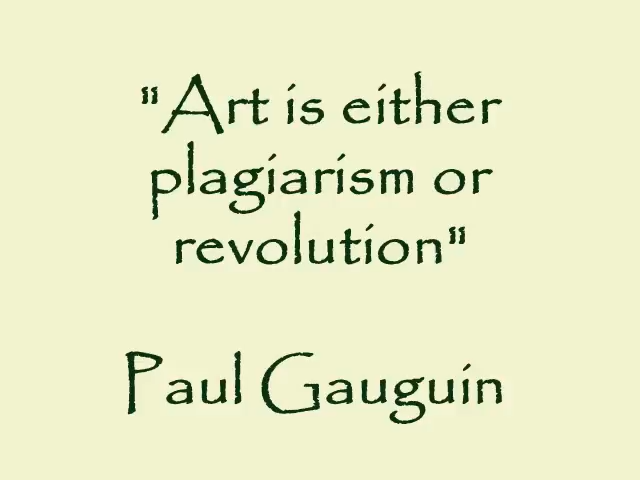 "Art is either
plagiarism or
revolution"
Paul Gauguin